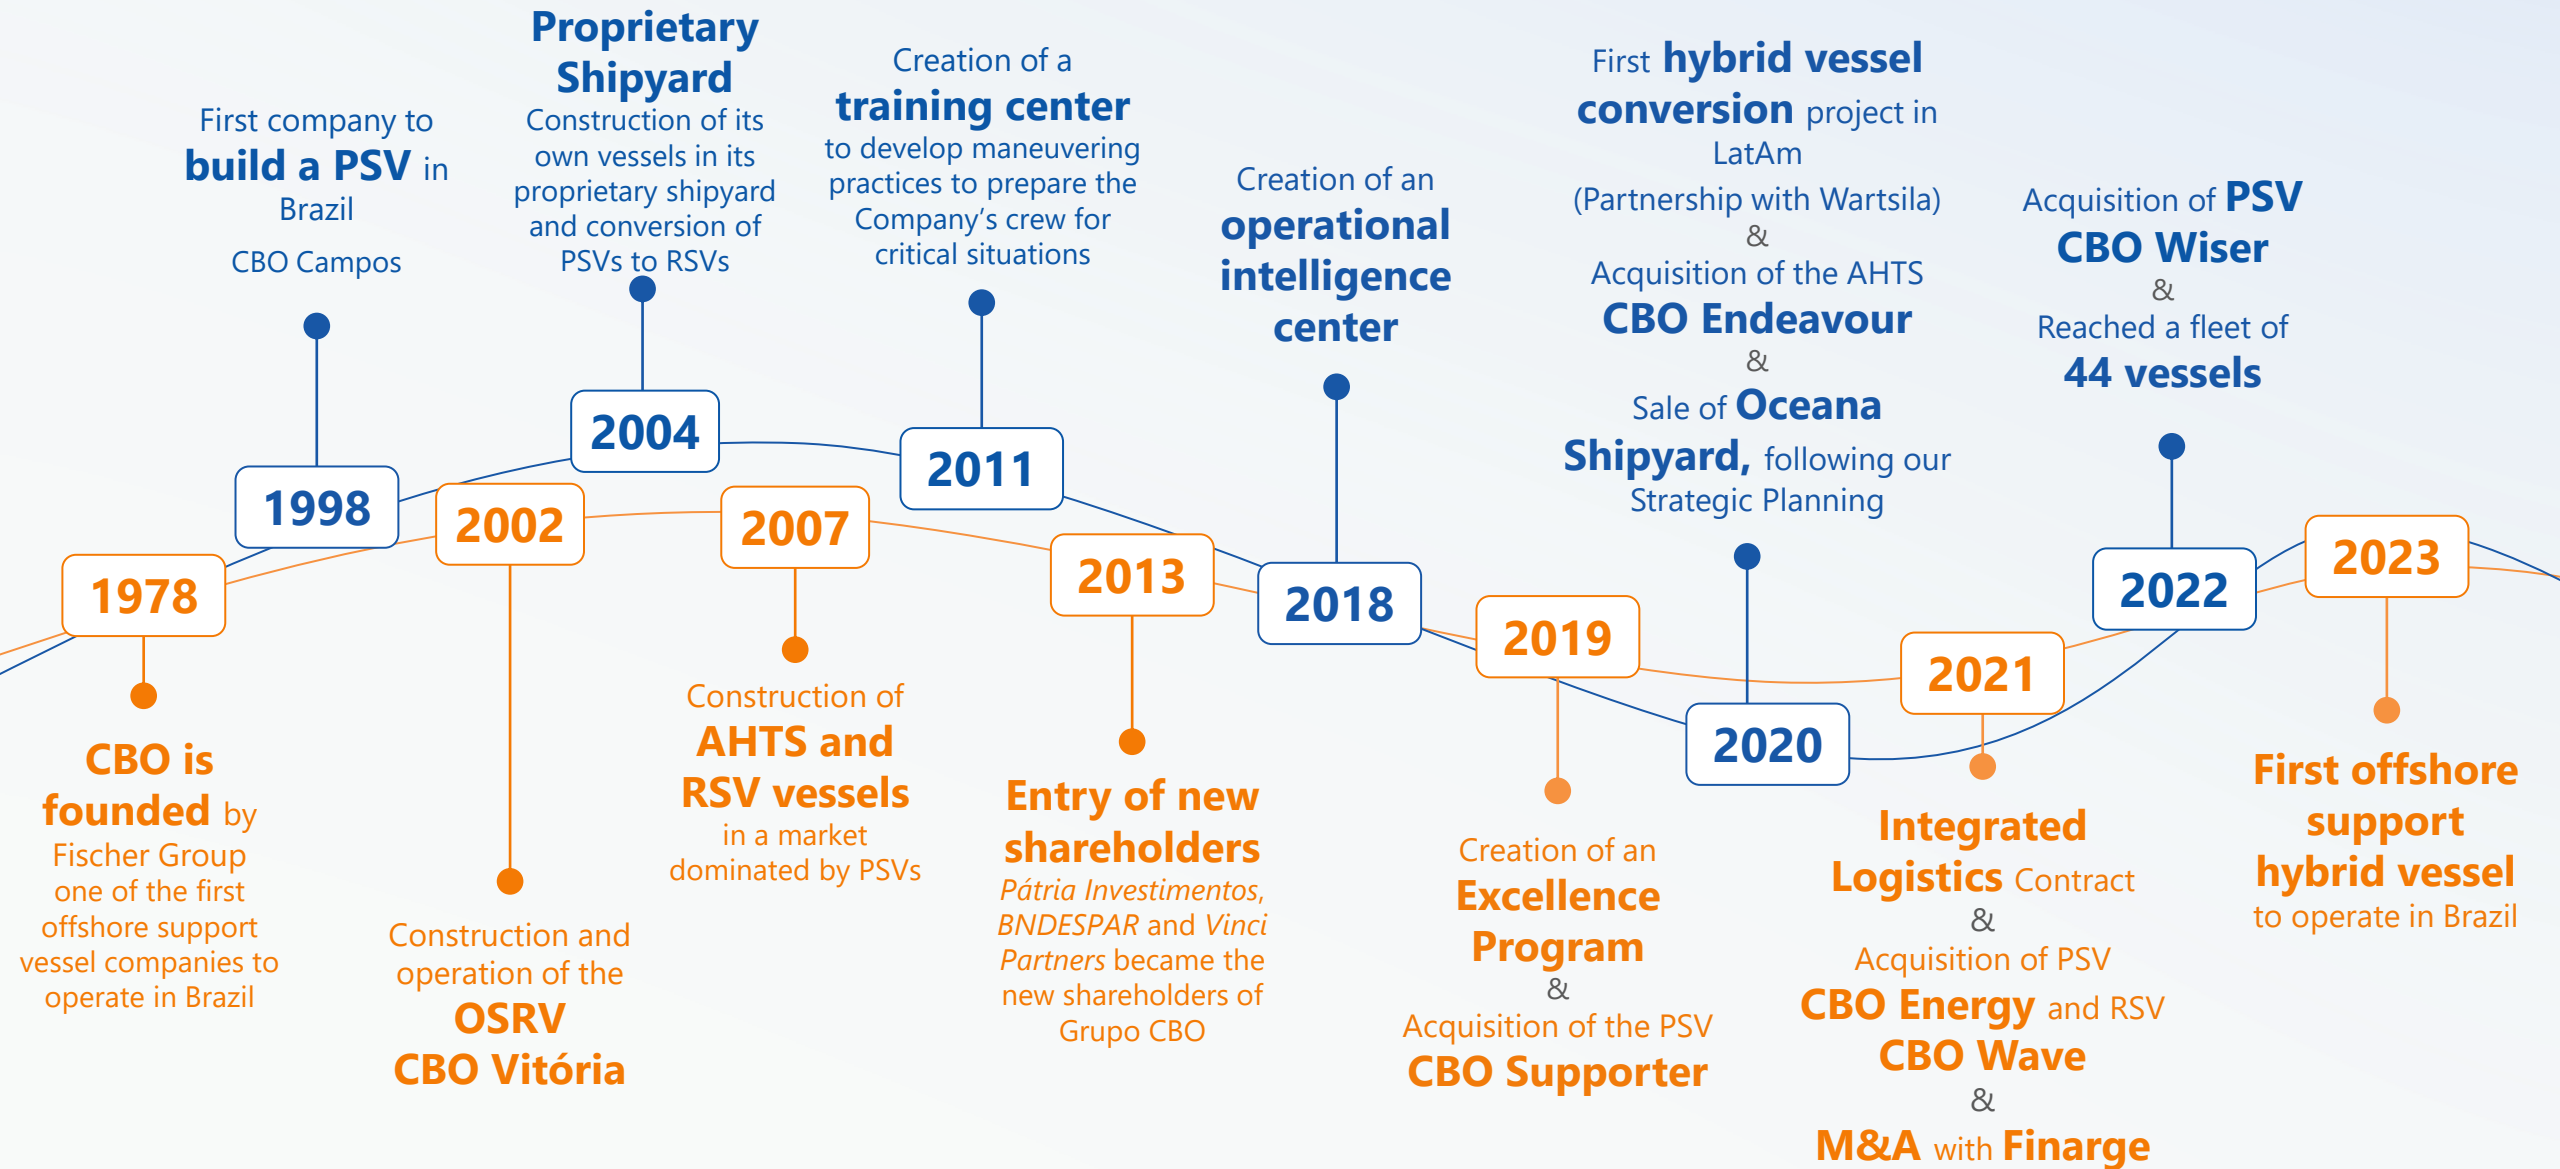 First company to
build a PSV in
Brazil
CBO Campos
1998
Proprietary
Shipyard
Construction of its
own vessels in its
proprietary shipyard
and conversion of
PSVs to RSVs
2004
Creation of a
training center
to develop maneuvering
practices to prepare the
Company's crew for
critical situations
2011
Creation of an
operational
intelligence
center
2018
First hybrid vessel
conversion project in
LatAm
(Partnership with Wartsila)
&
Acquisition of the AHTS
CBO Endeavour
&
Sale of Oceana
Shipyard, following our
Strategic Planning
2020
Acquisition of PSV
CBO Wiser
&
Reached a fleet of
44 vessels
2022
1978
CBO is
founded by
Fischer Group
one of the first
offshore support
vessel companies to
operate in Brazil
2002
Construction and
operation of the
OSRV
CBO Vitória
2007
Construction of
AHTS and
RSV vessels
in a market
dominated by PSVs
2013
Entry of new
shareholders
Pátria Investimentos,
BNDESPAR and Vinci
Partners became the
new shareholders of
Grupo CBO
2019
Creation of an
Excellence
Program
&
Acquisition of the PSV
CBO Supporter
2021
Integrated
Logistics Contract
&
Acquisition of PSV
CBO Energy and RSV
CBO Wave
&
M&A with Finarge
2023
First offshore
support
hybrid vessel
to operate in Brazil